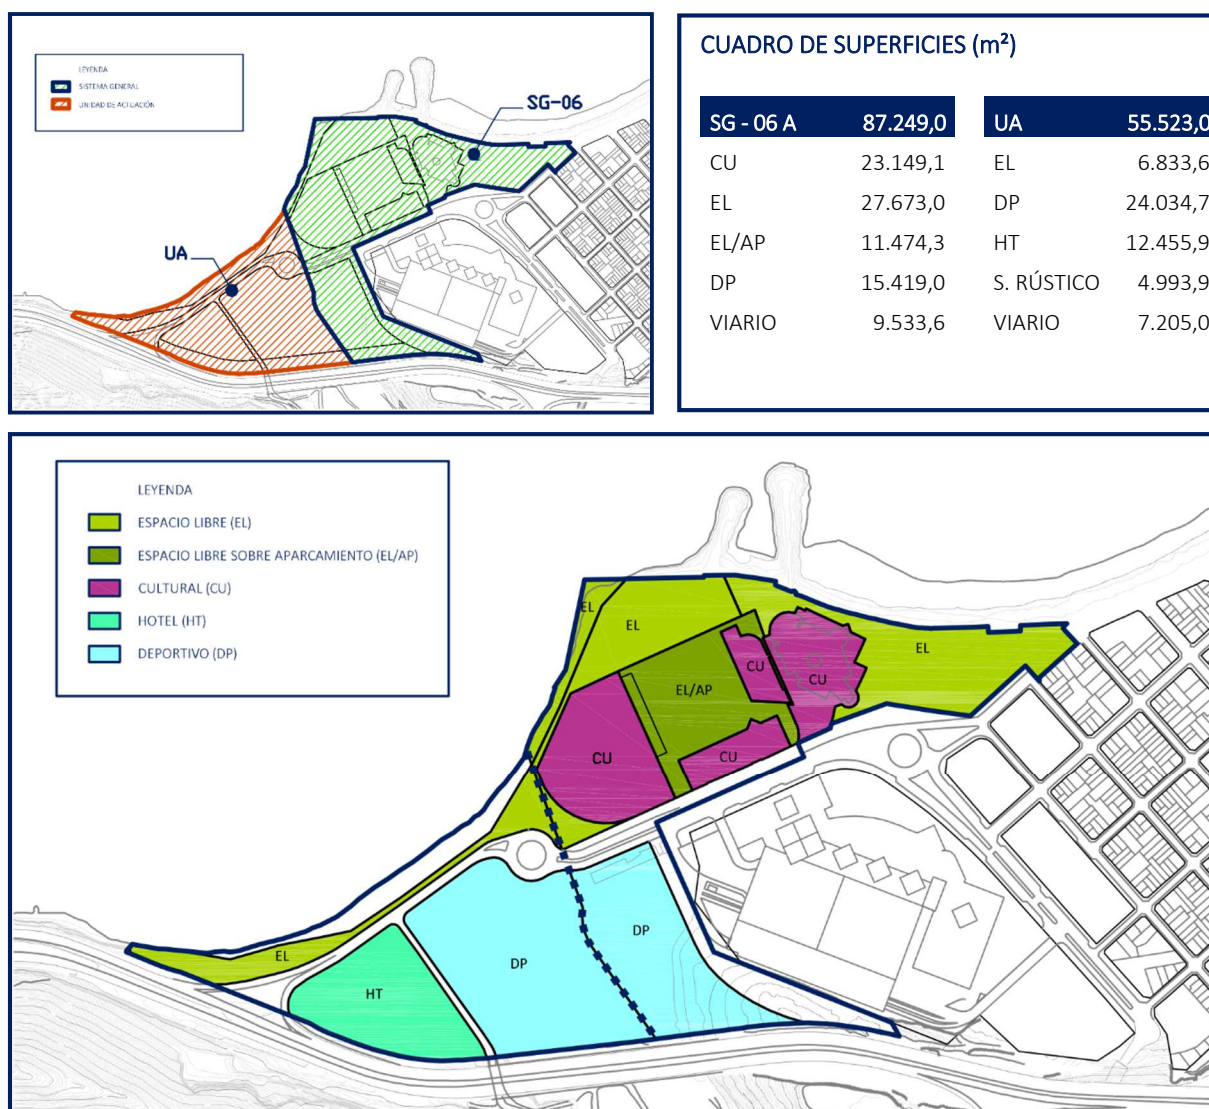 LEYENDA
SISTEMA GENERAL
UNIDAD DE ACTUACIÓN
SG-06
UA
CUADRO DE SUPERFICIES (m²)
SG - 06 A 87.249,0 UA 55.523,0
CU 23.149,1 EL 6.833,6
EL 27.673,0 DP 24.034,7
EL/AP 11.474,3 HT 12.455,9
DP 15.419,0 S. RÚSTICO 4.993,9
VIARIO 9.533,6 VIARIO 7.205,0
LEYENDA
ESPACIO LIBRE (EL)
ESPACIO LIBRE SOBRE APARCAMIENTO (EL/AP)
CULTURAL (CU)
HOTEL (HT)
DEPORTIVO (DP)
EL
EL
EL
CU
CU
EL/AP
CU
CU
DP
EL
DP
HT